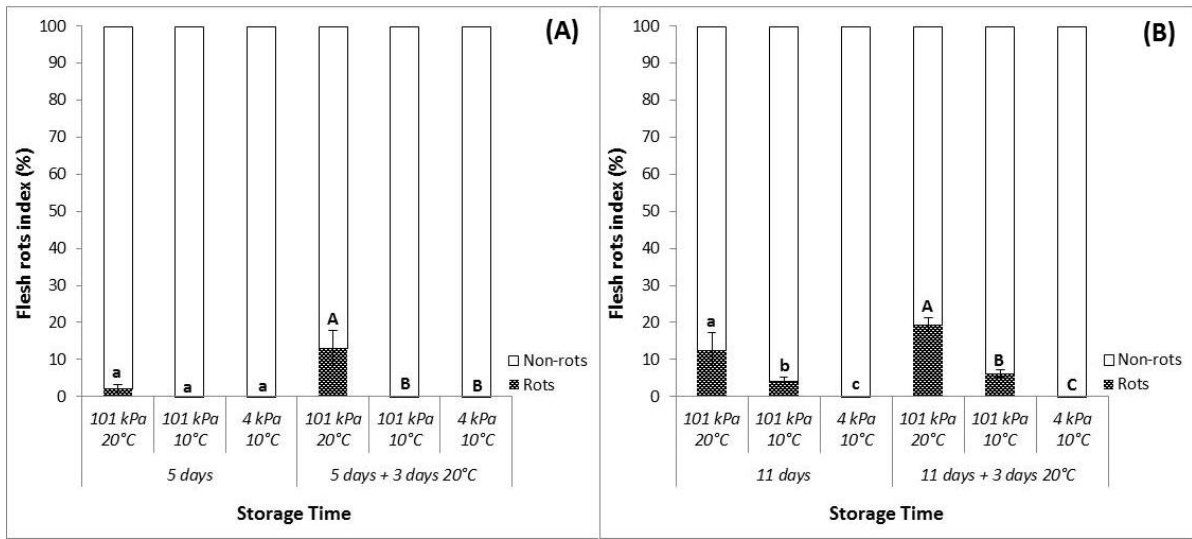 (A)
Flesh rots index (%)
100
90
80
70
60
50
40
30
20
10
0
a
a
a
A
B
B
Non-rots
Rots
101 kPa 101 kPa 4 kPa 101 kPa 101 kPa 4 kPa
20°C 10°C 10°C 20°C 10°C 10°C
5 days 5 days + 3 days 20°C
Storage Time
(B)
Flesh rots index (%)
100
90
80
70
60
50
40
30
20
10
0
a
b
c
A
B
C
Non-rots
Rots
101 kPa 101 kPa 4 kPa 101 kPa 101 kPa 4 kPa
20°C 10°C 10°C 20°C 10°C 10°C
11 days 11 days + 3 days 20°C
Storage Time